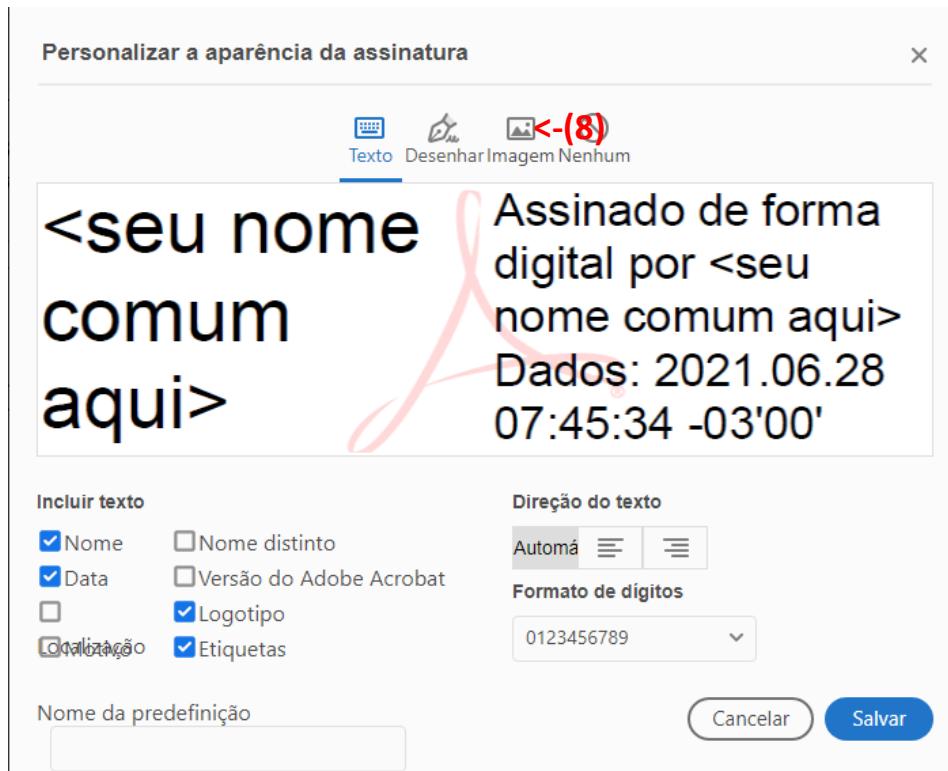 Personalizar a aparência da assinatura
<-(8)
Texto Desenhar Imagem Nenhum
<seu nome
comum
aqui>
Assinado de forma
digital por <seu
nome comum aqui>
Dados: 2021.06.28
07:45:34 -03'00'
Incluir texto
Nome
Nome distinto
Data
Versão do Adobe Acrobat
Logotipo
Localização
Motivo
Etiquetas
Direção do texto
Automá
Formato de dígitos
0123456789
Nome da predefinição
Cancelar
Salvar